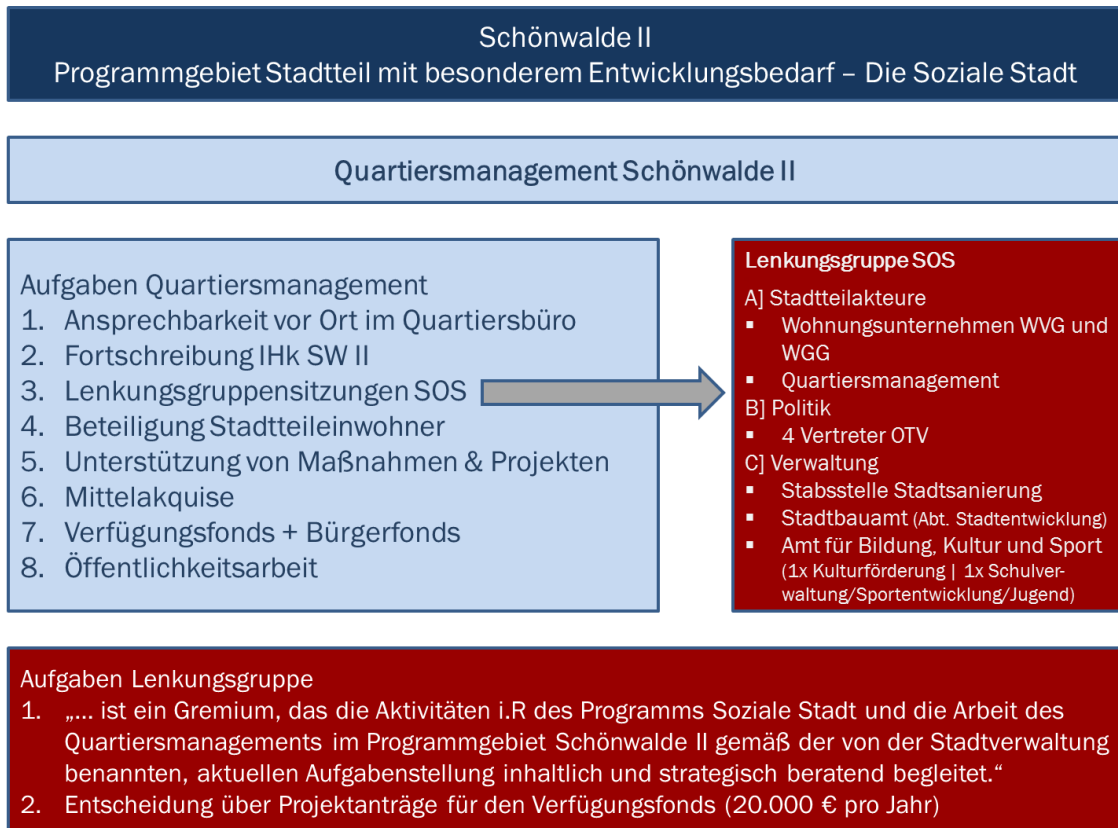 Schönwalde II
Programmgebiet Stadtteil mit besonderem Entwicklungsbedarf – Die Soziale Stadt
Quartiersmanagement Schönwalde II
Aufgaben Quartiersmanagement
1. Ansprechbarkeit vor Ort im Quartiersbüro
2. Fortschreibung IHk SW II
3. Lenkungsgruppensitzungen SOS
4. Beteiligung Stadtteileinwohner
5. Unterstützung von Maßnahmen & Projekten
6. Mittelakquise
7. Verfügungsfonds + Bürgerfonds
8. Öffentlichkeitsarbeit
Lenkungsgruppe SOS
A] Stadtteilakteure
▪ Wohnungsunternehmen WVG und
WGG
▪ Quartiersmanagement
B] Politik
▪ 4 Vertreter OTV
C] Verwaltung
▪ Stabsstelle Stadtsanierung
▪ Stadtbauamt (Abt. Stadtentwicklung)
▪ Amt für Bildung, Kultur und Sport
(1x Kulturförderung | 1x Schulver-
waltung/Sportentwicklung/Jugend)
Aufgaben Lenkungsgruppe
1. „... ist ein Gremium, das die Aktivitäten i.R des Programms Soziale Stadt und die Arbeit des
Quartiersmanagements im Programmgebiet Schönwalde II gemäß der von der Stadtverwaltung
benannten, aktuellen Aufgabenstellung inhaltlich und strategisch beratend begleitet.“
2. Entscheidung über Projektanträge für den Verfügungsfonds (20.000 € pro Jahr)